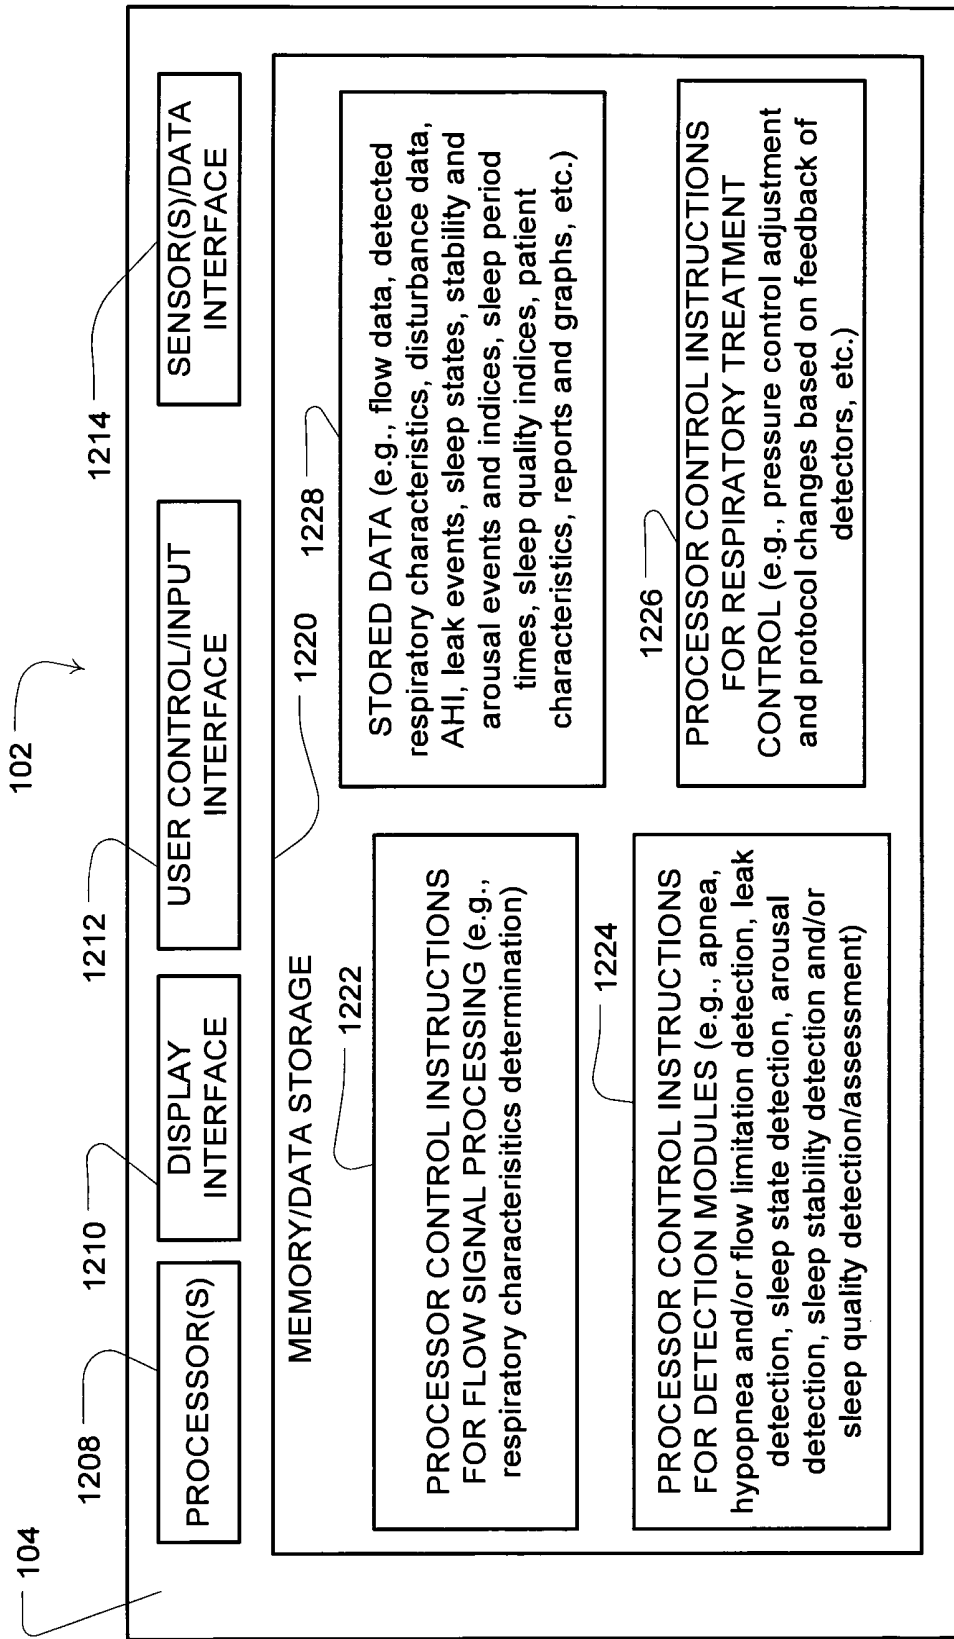 102
104
1208
1210
1212
1214
PROCESSOR(S)
DISPLAY
INTERFACE
USER CONTROL/INPUT
INTERFACE
SENSOR(S)/DATA
INTERFACE
MEMORY/DATA STORAGE
1220
1222
PROCESSOR CONTROL INSTRUCTIONS
FOR FLOW SIGNAL PROCESSING (e.g.,
respiratory characterisitics determination)
1228
STORED DATA (e.g., flow data, detected
respiratory characteristics, disturbance data,
AHI, leak events, sleep states, stability and
arousal events and indices, sleep period
times, sleep quality indices, patient
characteristics, reports and graphs, etc.)
1224
PROCESSOR CONTROL INSTRUCTIONS
FOR DETECTION MODULES (e.g., apnea,
hypopnea and/or flow limitation detection, leak
detection, sleep state detection, arousal
detection, sleep stability detection and/or
sleep quality detection/assessment)
1226
PROCESSOR CONTROL INSTRUCTIONS
FOR RESPIRATORY TREATMENT
CONTROL (e.g., pressure control adjustment
and protocol changes based on feedback of
detectors, etc.)